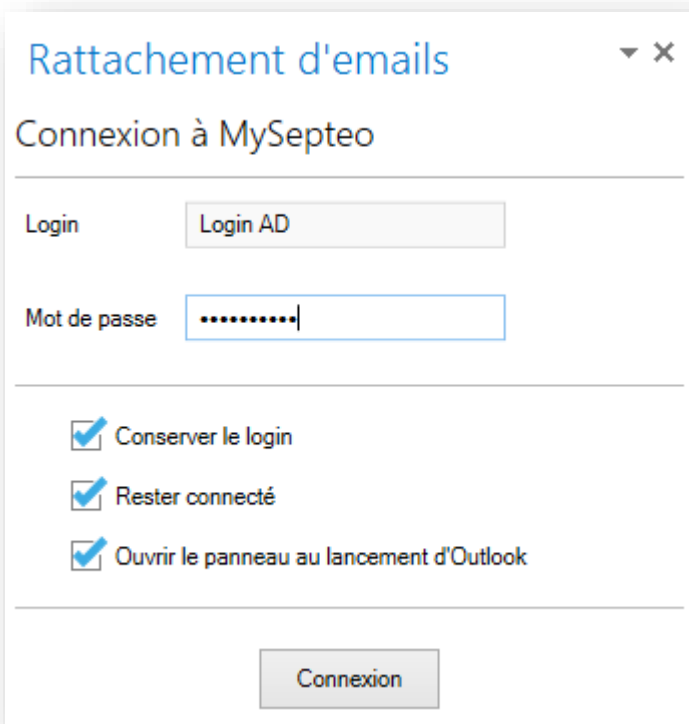 Rattachement d'emails
Connexion à MySepteo
Login Login AD
Mot de passe ••••••••••
Conserver le login
Rester connecté
Ouvrir le panneau au lancement d'Outlook
Connexion